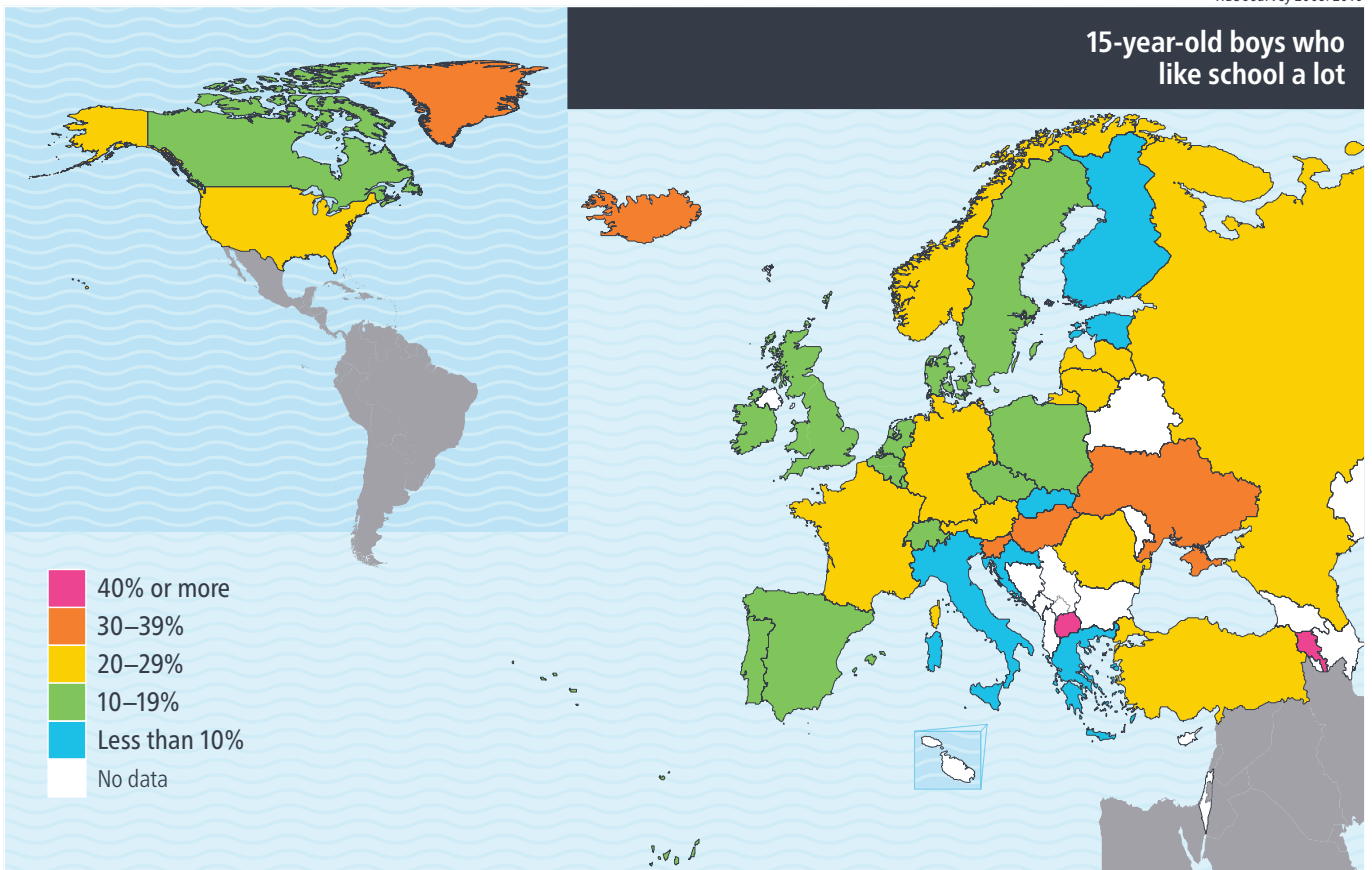 15-year-old boys who
like school a lot
40% or more
30–39%
20–29%
10–19%
Less than 10%
No data